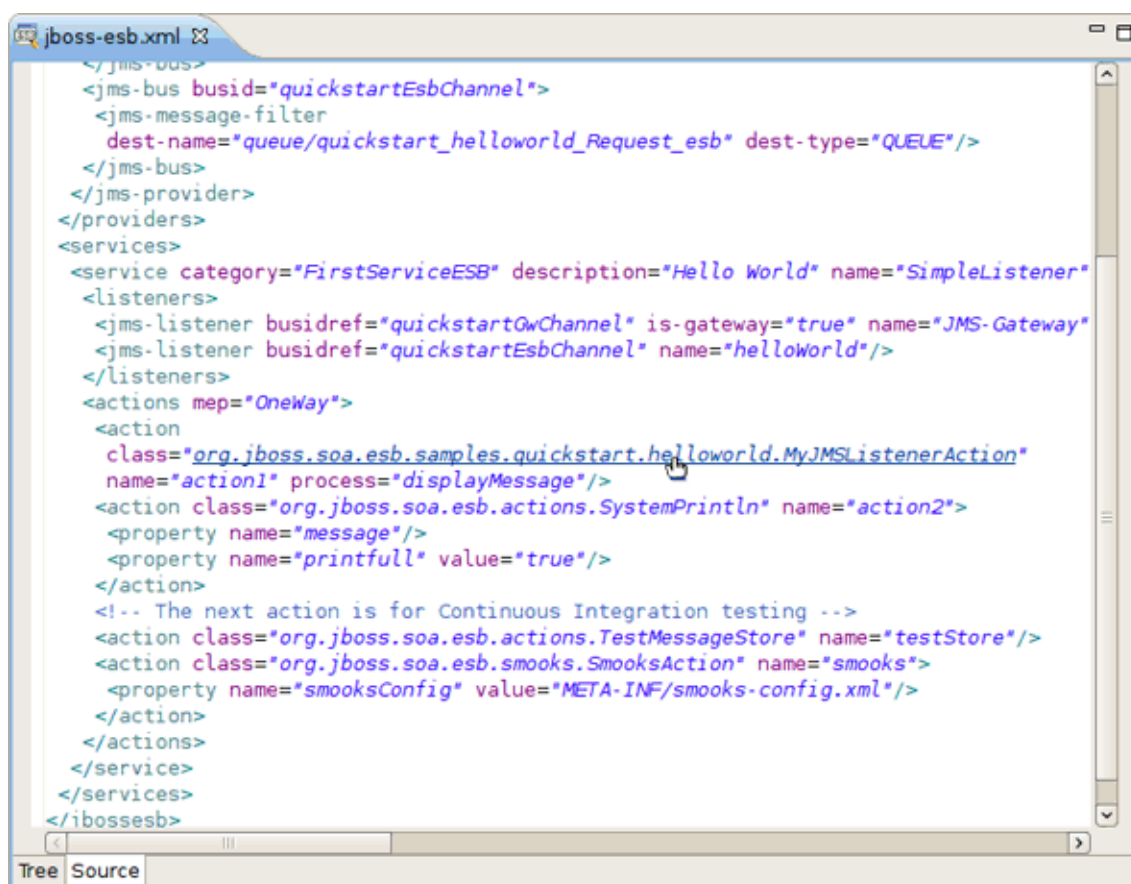 jboss-esb.xml
</jms-bus>
<jms-bus busid="quickstartEsbChannel">
<jms-message-filter
dest-name="queue/quickstart_helloworld_Request_esb" dest-type="QUEUE"/>
</jms-bus>
</jms-provider>
</providers>
<services>
<service category="FirstServiceESB" description="Hello World" name="SimpleListener"
<listeners>
<jms-listener busidref="quickstartGwChannel" is-gateway="true" name="JMS-Gateway"
<jms-listener busidref="quickstartEsbChannel" name="helloWorld"/>
</listeners>
<actions mep="OneWay">
<action
class="org.jboss.soa.esb.samples.quickstart.helloworld.MyJMSListenerAction"
name="action1" process="displayMessage"/>
<action class="org.jboss.soa.esb.actions.SystemPrintln" name="action2">
<property name="message"/>
<property name="printfull" value="true"/>
</action>
<!-- The next action is for Continuous Integration testing -->
<action class="org.jboss.soa.esb.actions.TestMessageStore" name="testStore"/>
<action class="org.jboss.soa.esb.smooks.SmooksAction" name="smooks">
<property name="smooksConfig" value="META-INF/smooks-config.xml"/>
</action>
</actions>
</service>
</services>
</jbossesb>
Tree Source